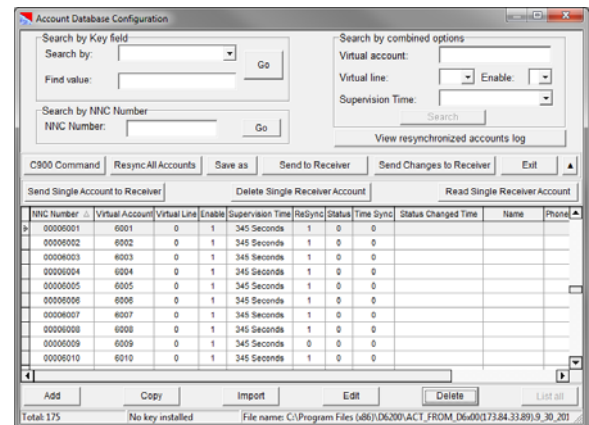 Account Database Configuration
Search by Key field
Search by:
Go
Find value:
Search by NNC Number
NNC Number:
Go
Search by combined options
Virtual account:
Virtual line:
Enable:
Supervision Time:
Search
View resynchronized accounts log
C900 Command
Resync All Accounts
Save as
Send to Receiver
Send Changes to Receiver
Exit
Send Single Account to Receiver
Delete Single Receiver Account
Read Single Receiver Account
NNC Number Virtual Account Virtual Line Enable Supervision Time ReSync Status Time Sync Status Changed Time Name Phone
00006001 6001 0 1 345 Seconds 1 0 0
00006002 6002 0 1 345 Seconds 1 0 0
00006003 6003 0 1 345 Seconds 1 0 0
00006004 6004 0 1 345 Seconds 1 0 0
00006005 6005 0 1 345 Seconds 1 0 0
00006006 6006 0 1 345 Seconds 1 0 0
00006007 6007 0 1 345 Seconds 1 0 0
00006008 6008 0 1 345 Seconds 1 0 0
00006009 6009 0 1 345 Seconds 0 0 0
00006010 6010 0 1 345 Seconds 1 0 0
Add
Copy
Import
Edit
Delete
List all
Total: 175
No key installed
File name: C:\Program Files (x86)\D6200\ACT_FROM_D6x00(173.84.33.89).9_30_201